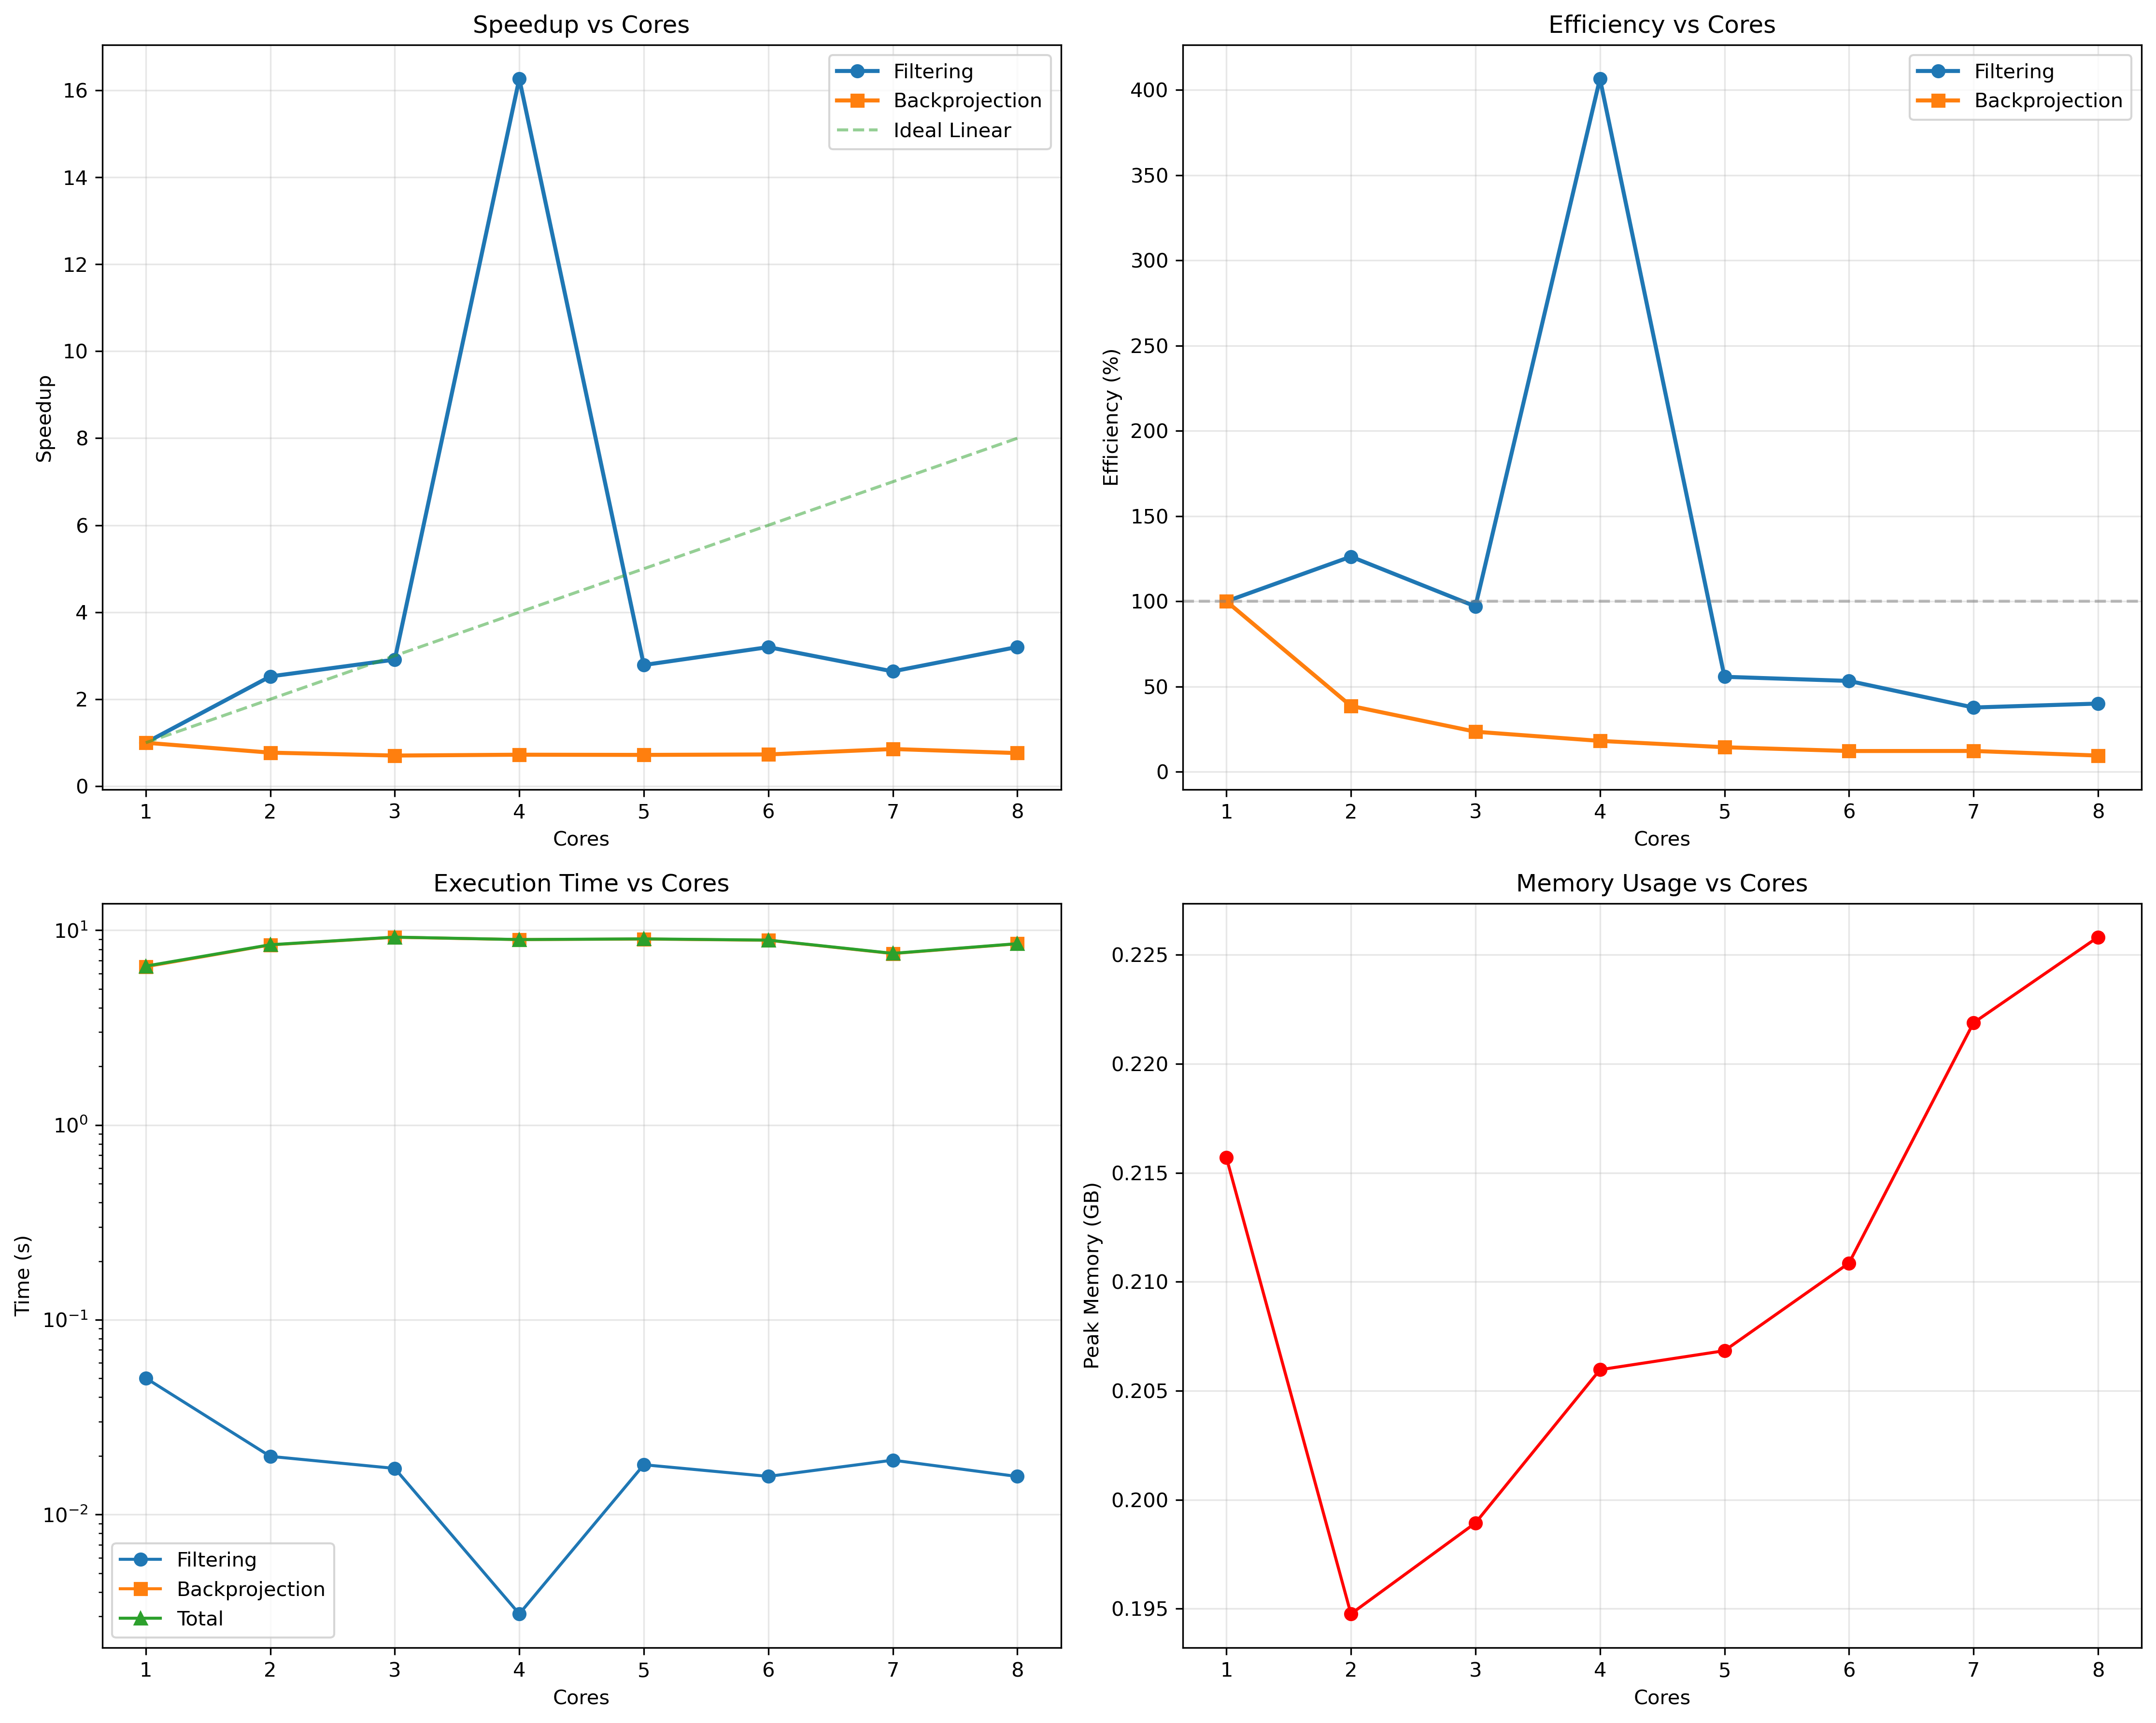 Speedup vs Cores
Speedup
16
14
12
10
8
6
4
2
0
Filtering
Backprojection
Ideal Linear
1 2 3 4 5 6 7 8
Cores
Efficiency vs Cores
Efficiency (%)
400
350
300
250
200
150
100
50
0
Filtering
Backprojection
1 2 3 4 5 6 7 8
Cores
Execution Time vs Cores
Time (s)
10¹
10⁰
10⁻¹
10⁻²
Filtering
Backprojection
Total
1 2 3 4 5 6 7 8
Cores
Memory Usage vs Cores
Peak Memory (GB)
0.225
0.220
0.215
0.210
0.205
0.200
0.195
1 2 3 4 5 6 7 8
Cores